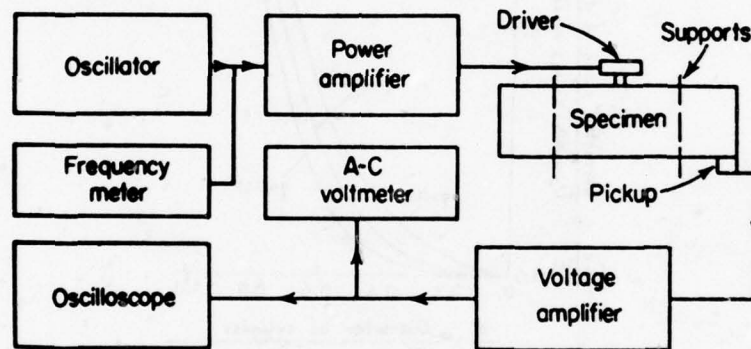 Oscillator
Power
amplifier
Driver
Supports
Specimen
Frequency
meter
A-C
voltmeter
Pickup
Oscilloscope
Voltage
amplifier